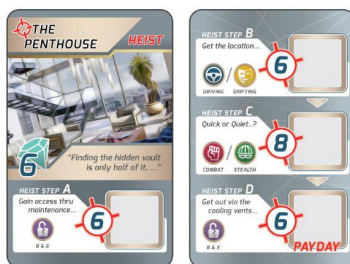 THE
PENTHOUSE
HEIST
6
"Finding the hidden vault
is only half of it, ..."
HEIST STEP A
Gain access thru
maintenance...
6
B & E
HEIST STEP B
Get the location...
6
DRIVING / GRIFTING
HEIST STEP C
Quick or Quiet..?
8
COMBAT / STEALTH
HEIST STEP D
Get out via the
cooling vents...
6
B & E
PAYDAY